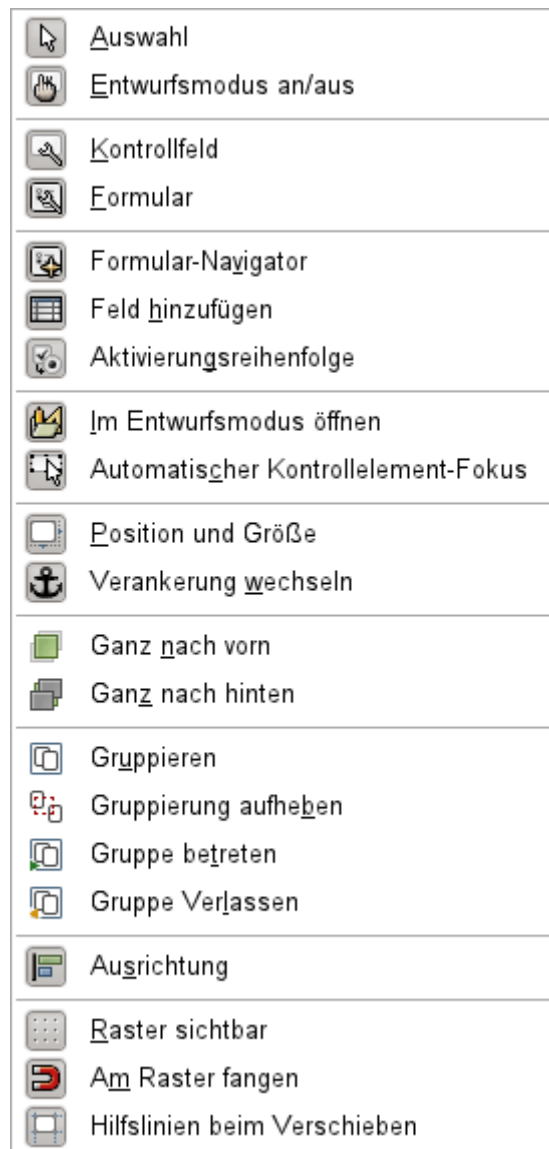 Auswahl
Entwurfsmodus an/aus
Kontrollfeld
Formular
Formular-Navigator
Feld hinzufügen
Aktivierungsreihenfolge
Im Entwurfsmodus öffnen
Automatischer Kontrollelement-Fokus
Position und Größe
Verankerung wechseln
Ganz nach vorn
Ganz nach hinten
Gruppieren
Gruppierung aufheben
Gruppe betreten
Gruppe Verlassen
Ausrichtung
Raster sichtbar
Am Raster fangen
Hilfslinien beim Verschieben